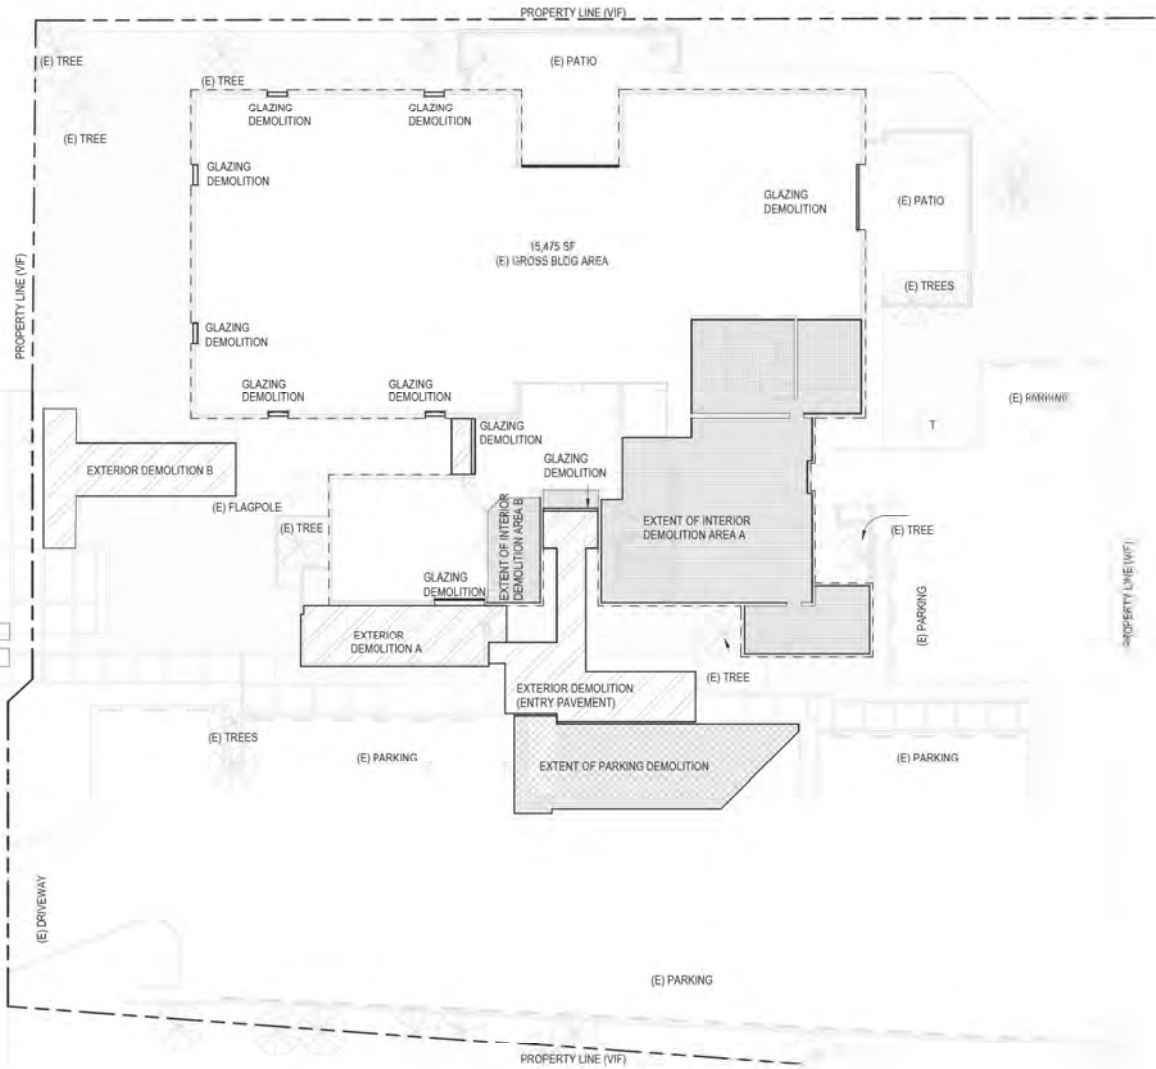 PROPERTY LINE (VIF)
(E) TREE
(E) PATIO
(E) TREE
GLAZING
DEMOLITION
GLAZING
DEMOLITION
(E) TREE
GLAZING
DEMOLITION
GLAZING
DEMOLITION
(E) PATIO
15,475 SF
(E) GROSS BLDG AREA
PROPERTY LINE (VIF)
(E) TREES
GLAZING
DEMOLITION
GLAZING
DEMOLITION
GLAZING
DEMOLITION
(E) PARKING
T
GLAZING
DEMOLITION
GLAZING
DEMOLITION
EXTERIOR DEMOLITION B
(E) FLAGPOLE
(E) TREE
EXTENT OF INTERIOR
DEMOLITION AREA B
EXTENT OF INTERIOR
DEMOLITION AREA A
(E) TREE
PROPERTY LINE (VIF)
GLAZING
DEMOLITION
(E) PARKING
EXTERIOR
DEMOLITION A
(E) TREE
EXTERIOR DEMOLITION
(ENTRY PAVEMENT)
(E) TREES
(E) PARKING
EXTENT OF PARKING DEMOLITION
(E) PARKING
(E) DRIVEWAY
(E) PARKING
PROPERTY LINE (VIF)